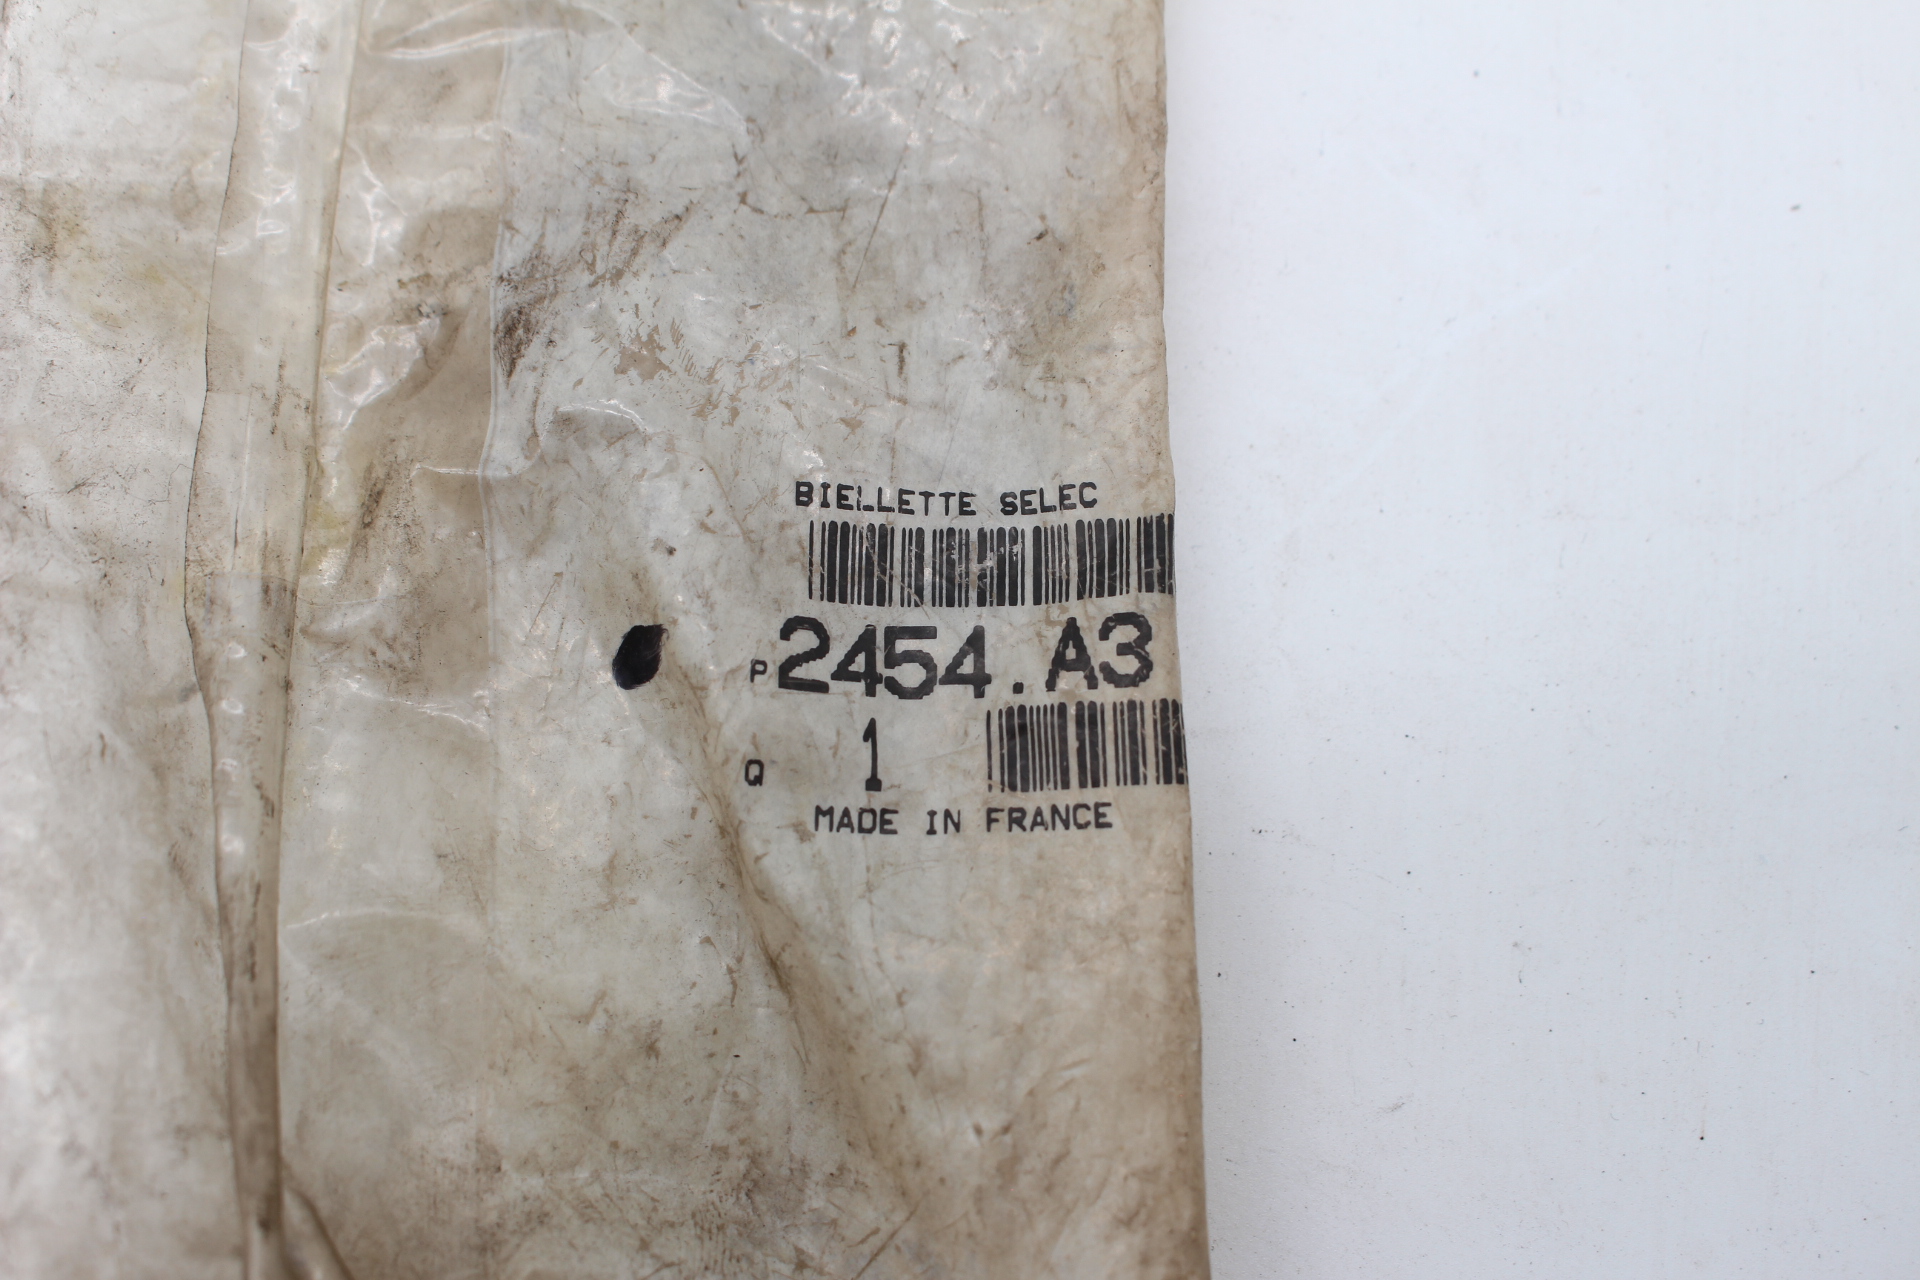 BIELLETTE SELEC
P 2454.A3
Q 1
MADE IN FRANCE